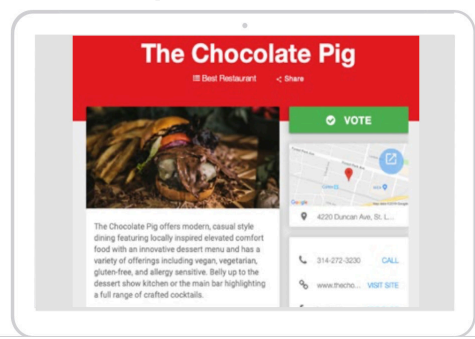 The Chocolate Pig
Best Restaurant
Share
VOTE
Google
4220 Duncan Ave, St. L...
The Chocolate Pig offers modern, casual style
dining featuring locally inspired elevated comfort
food with an innovative dessert menu and has a
variety of offerings including vegan, vegetarian,
gluten-free, and allergy sensitive. Belly up to the
dessert show kitchen or the main bar highlighting
a full range of crafted cocktails.
314-272-3230 CALL
www.thecho... VISIT SITE